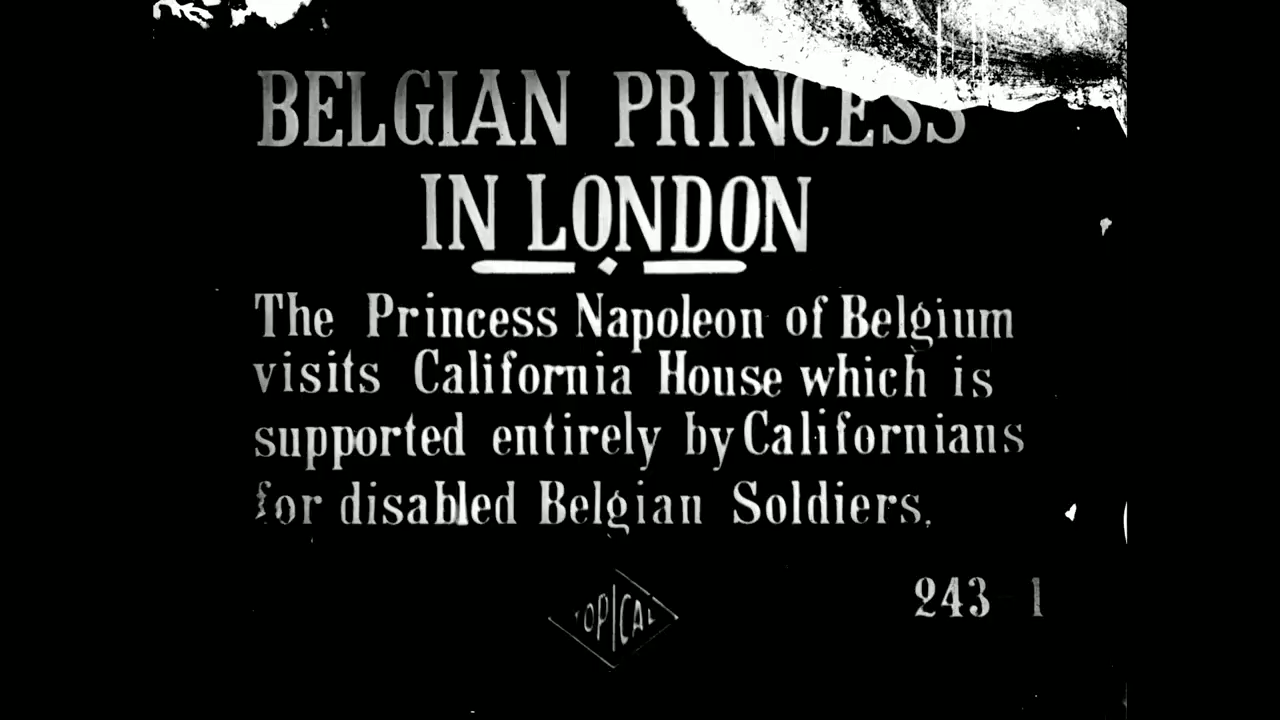 BELGIAN PRINCESS
IN LONDON
The Princess Napoleon of Belgium
visits California House which is
supported entirely by Californians
for disabled Belgian Soldiers.
TOPICAL
243 1